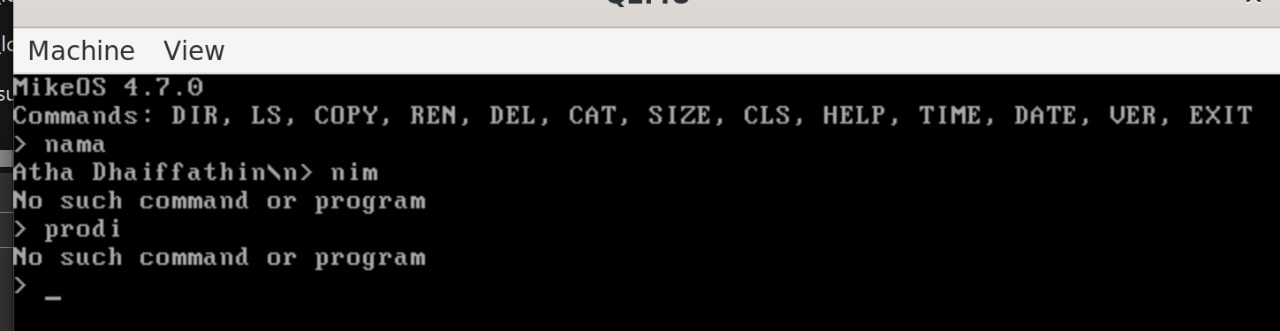 Machine View
MikeOS 4.7.0
Commands: DIR, LS, COPY, REN, DEL, CAT, SIZE, CLS, HELP, TIME, DATE, VER, EXIT
> nama
Atha Dhaiffathin\n> nim
No such command or program
> prodi
No such command or program
> _